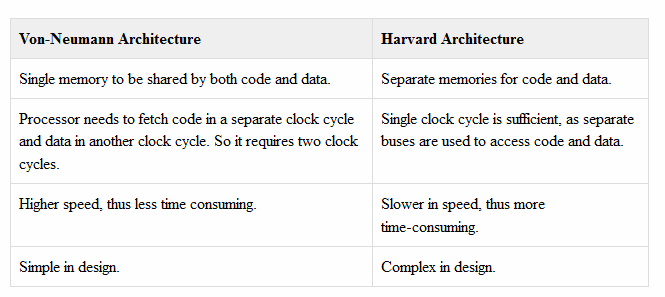 Von-Neumann Architecture
Harvard Architecture
Single memory to be shared by both code and data.
Separate memories for code and data.
Processor needs to fetch code in a separate clock cycle
and data in another clock cycle. So it requires two clock
cycles.
Single clock cycle is sufficient, as separate
buses are used to access code and data.
Higher speed, thus less time consuming.
Slower in speed, thus more
time-consuming.
Simple in design.
Complex in design.